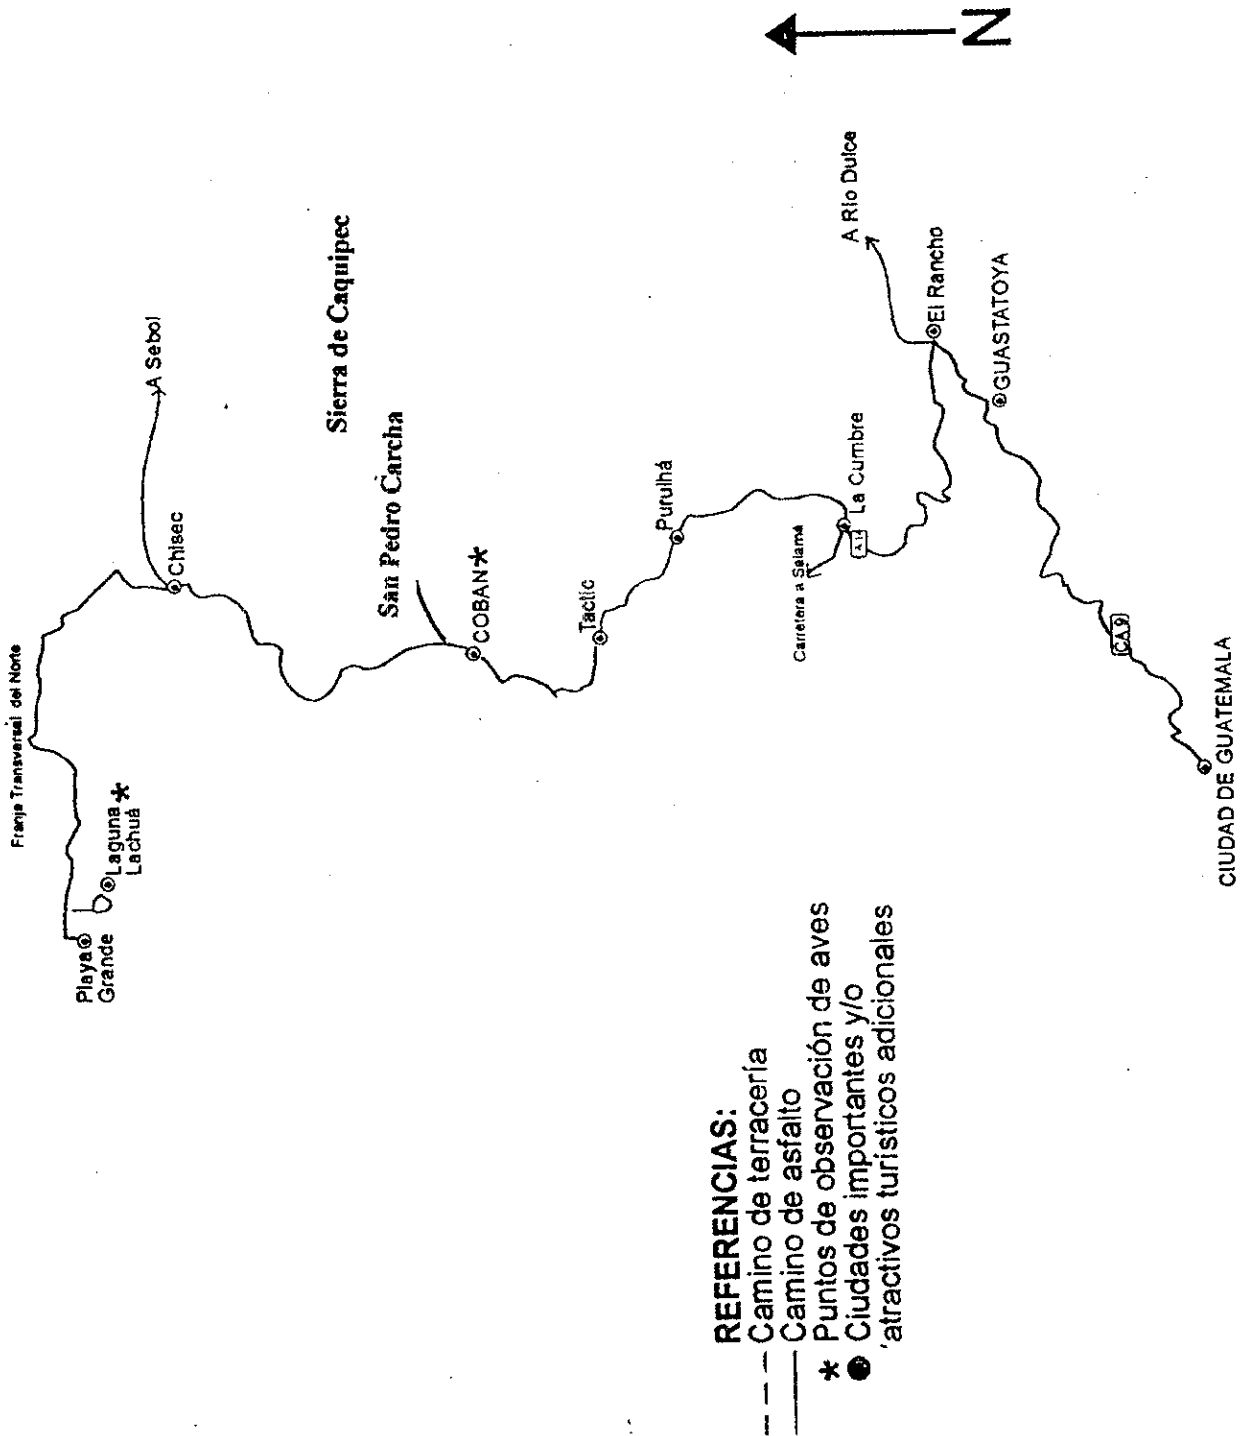 N
Franja Transversal del Norte
Playa
Grande
Laguna *
Lachuá
Chisec
A Sebol
Sierra de Caquipec
San Pedro Carcha
COBAN*
Tactic
Purulhá
Carretera a Salamá
La Cumbre
A Río Dulce
El Rancho
GUASTATOYA
CA 9
CIUDAD DE GUATEMALA
REFERENCIAS:
Camino de terracería
Camino de asfalto
* Puntos de observación de aves
Ciudades importantes y/o
'atractivos turísticos adicionales